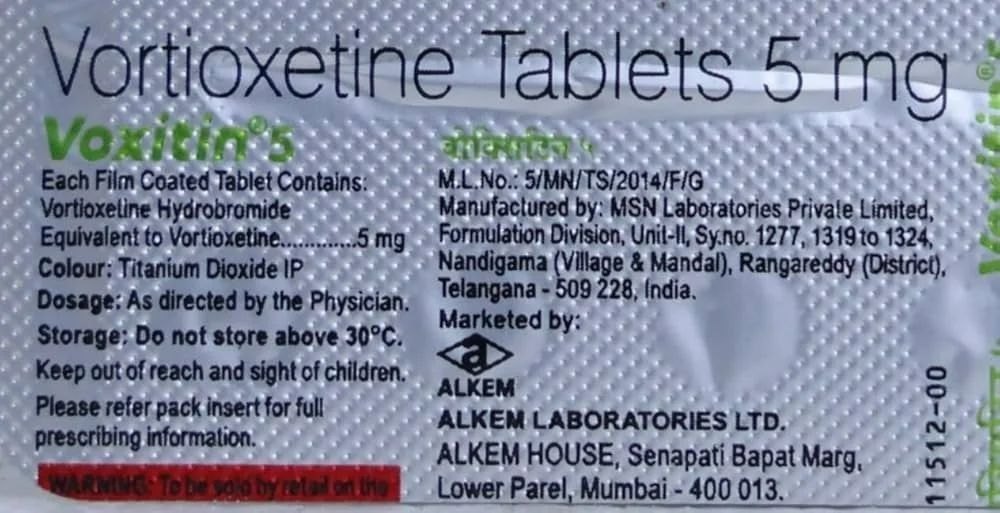 Vortioxetine Tablets 5 mg
Voxitin® 5
Each Film Coated Tablet Contains:
Vortioxetine Hydrobromide
Equivalent to Vortioxetine.............5 mg
Colour: Titanium Dioxide IP
Dosage: As directed by the Physician.
Storage: Do not store above 30°C.
Keep out of reach and sight of children.
Please refer pack insert for full
prescribing information.
WARNING: To be sold by retail on the
वोक्सिटिन ५
M.L.No.: 5/MN/TS/2014/F/G
Manufactured by: MSN Laboratories Private Limited,
Formulation Division, Unit-II, Sy.no. 1277, 1319 to 1324,
Nandigama (Village & Mandal), Rangareddy (District),
Telangana - 509 228, India.
Marketed by:
a
ALKEM
ALKEM LABORATORIES LTD.
ALKEM HOUSE, Senapati Bapat Marg,
Lower Parel, Mumbai - 400 013.
11512-00